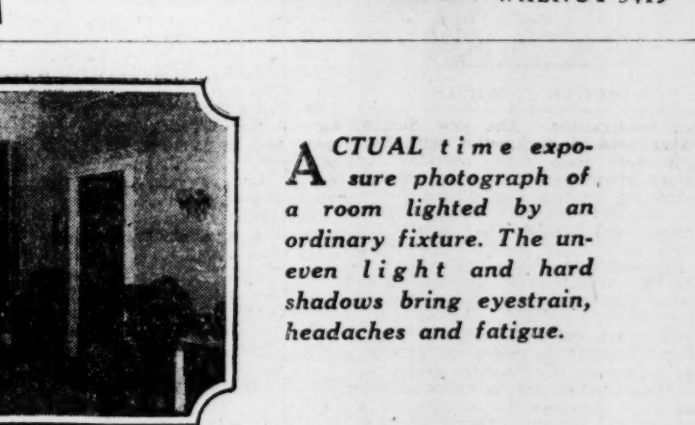 ACTUAL time expo-
sure photograph of
a room lighted by an
ordinary fixture. The un-
even light and hard
shadows bring eyestrain,
headaches and fatigue.